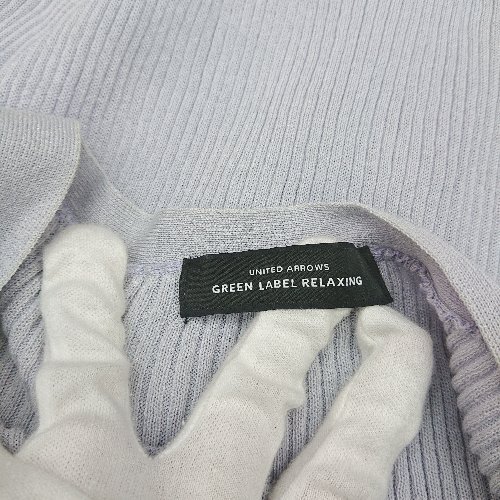 UNITED ARROWS
GREEN LABEL RELAXING